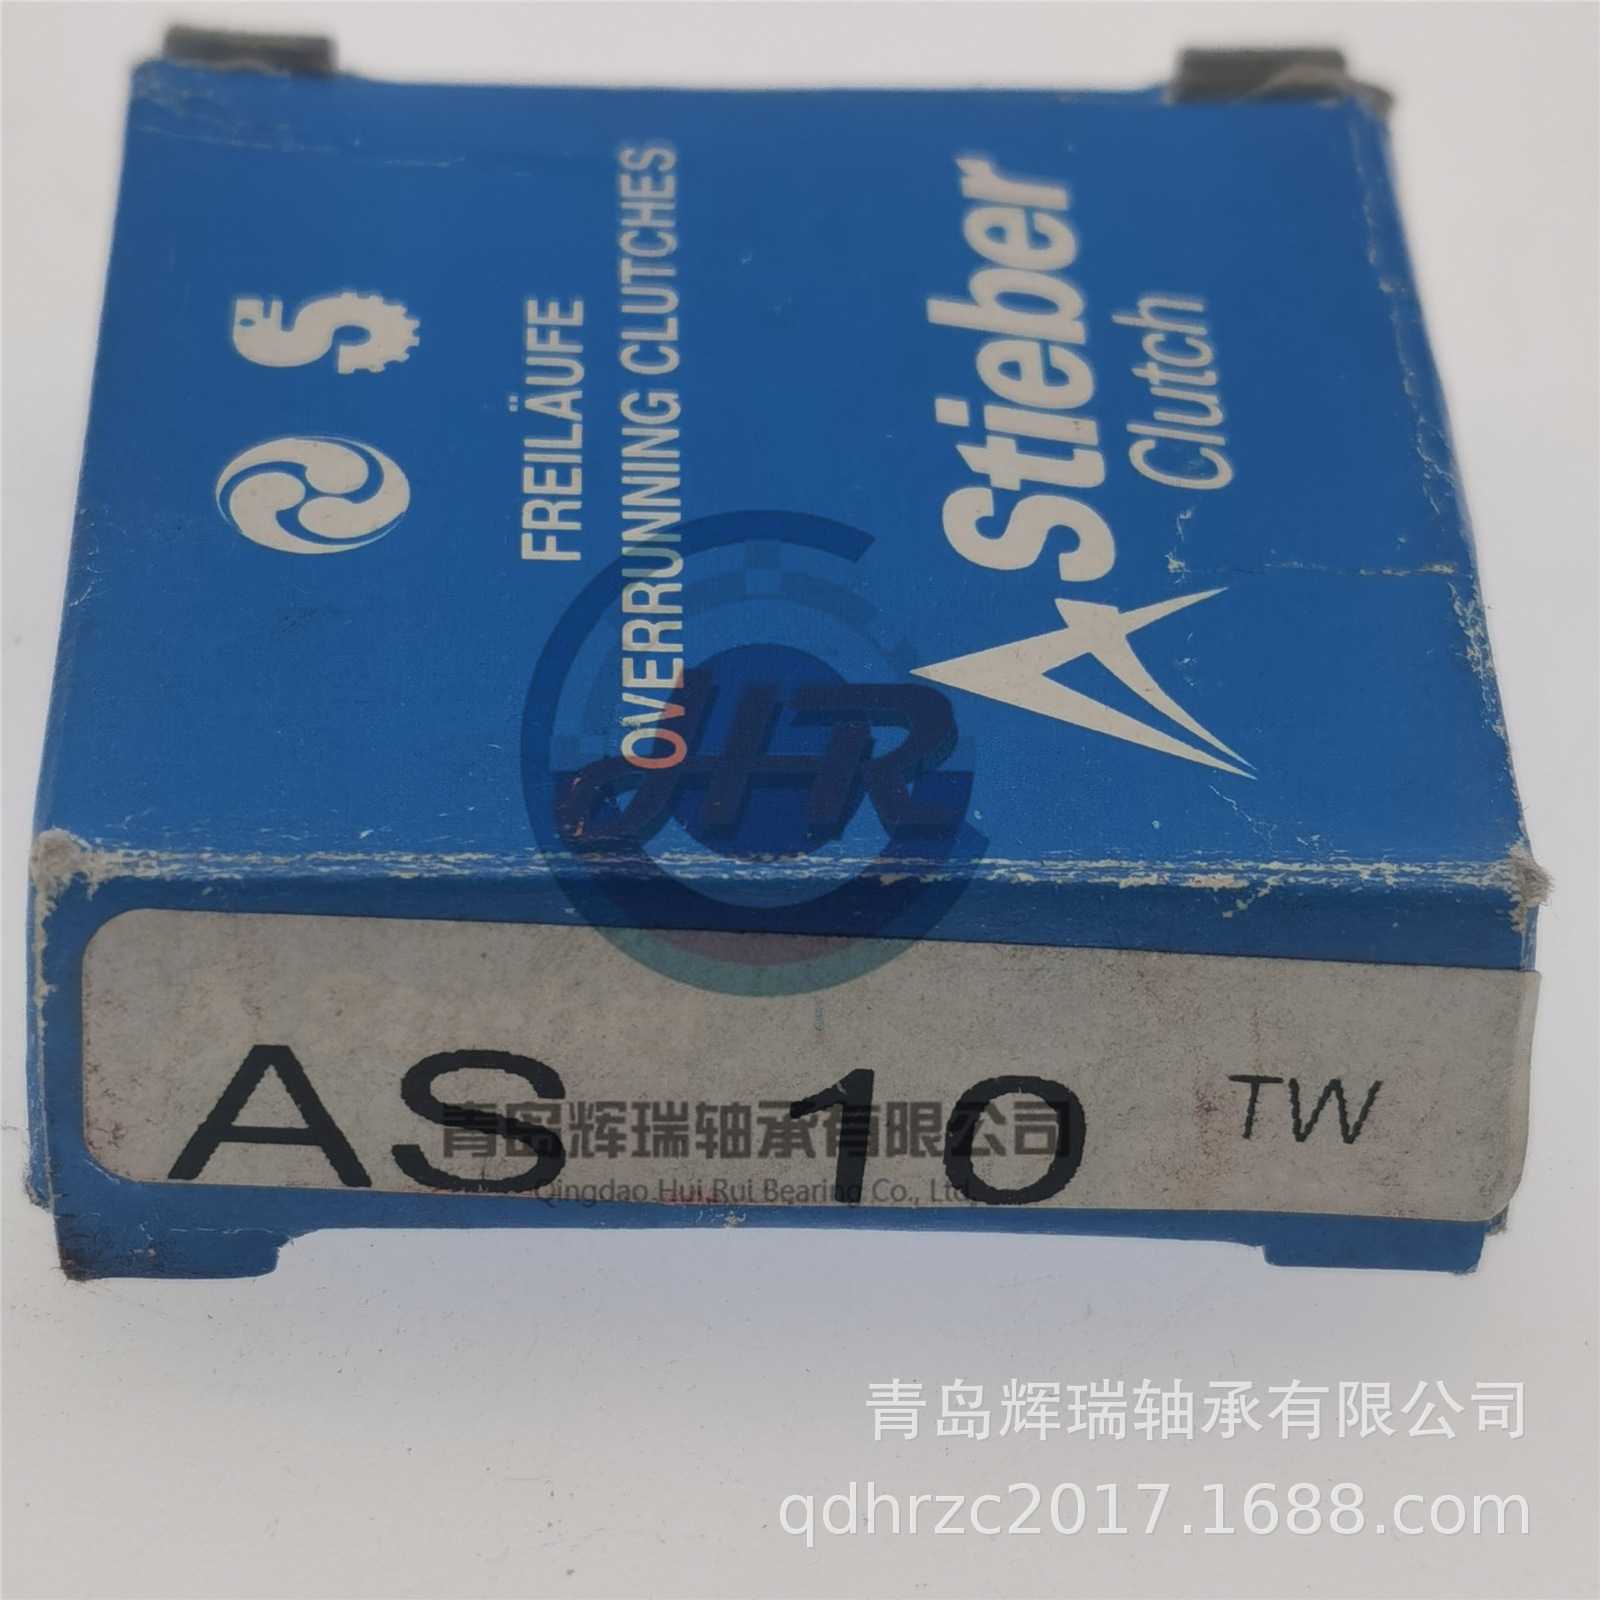 Stieber
Clutch
FREILÄUFE
OVERRUNNING CLUTCHES
HR
AS 10 TW
青岛辉瑞轴承有限公司
Qingdao Hui Rui Bearing Co., Ltd.
青岛辉瑞轴承有限公司
qdhrzc2017.1688.com